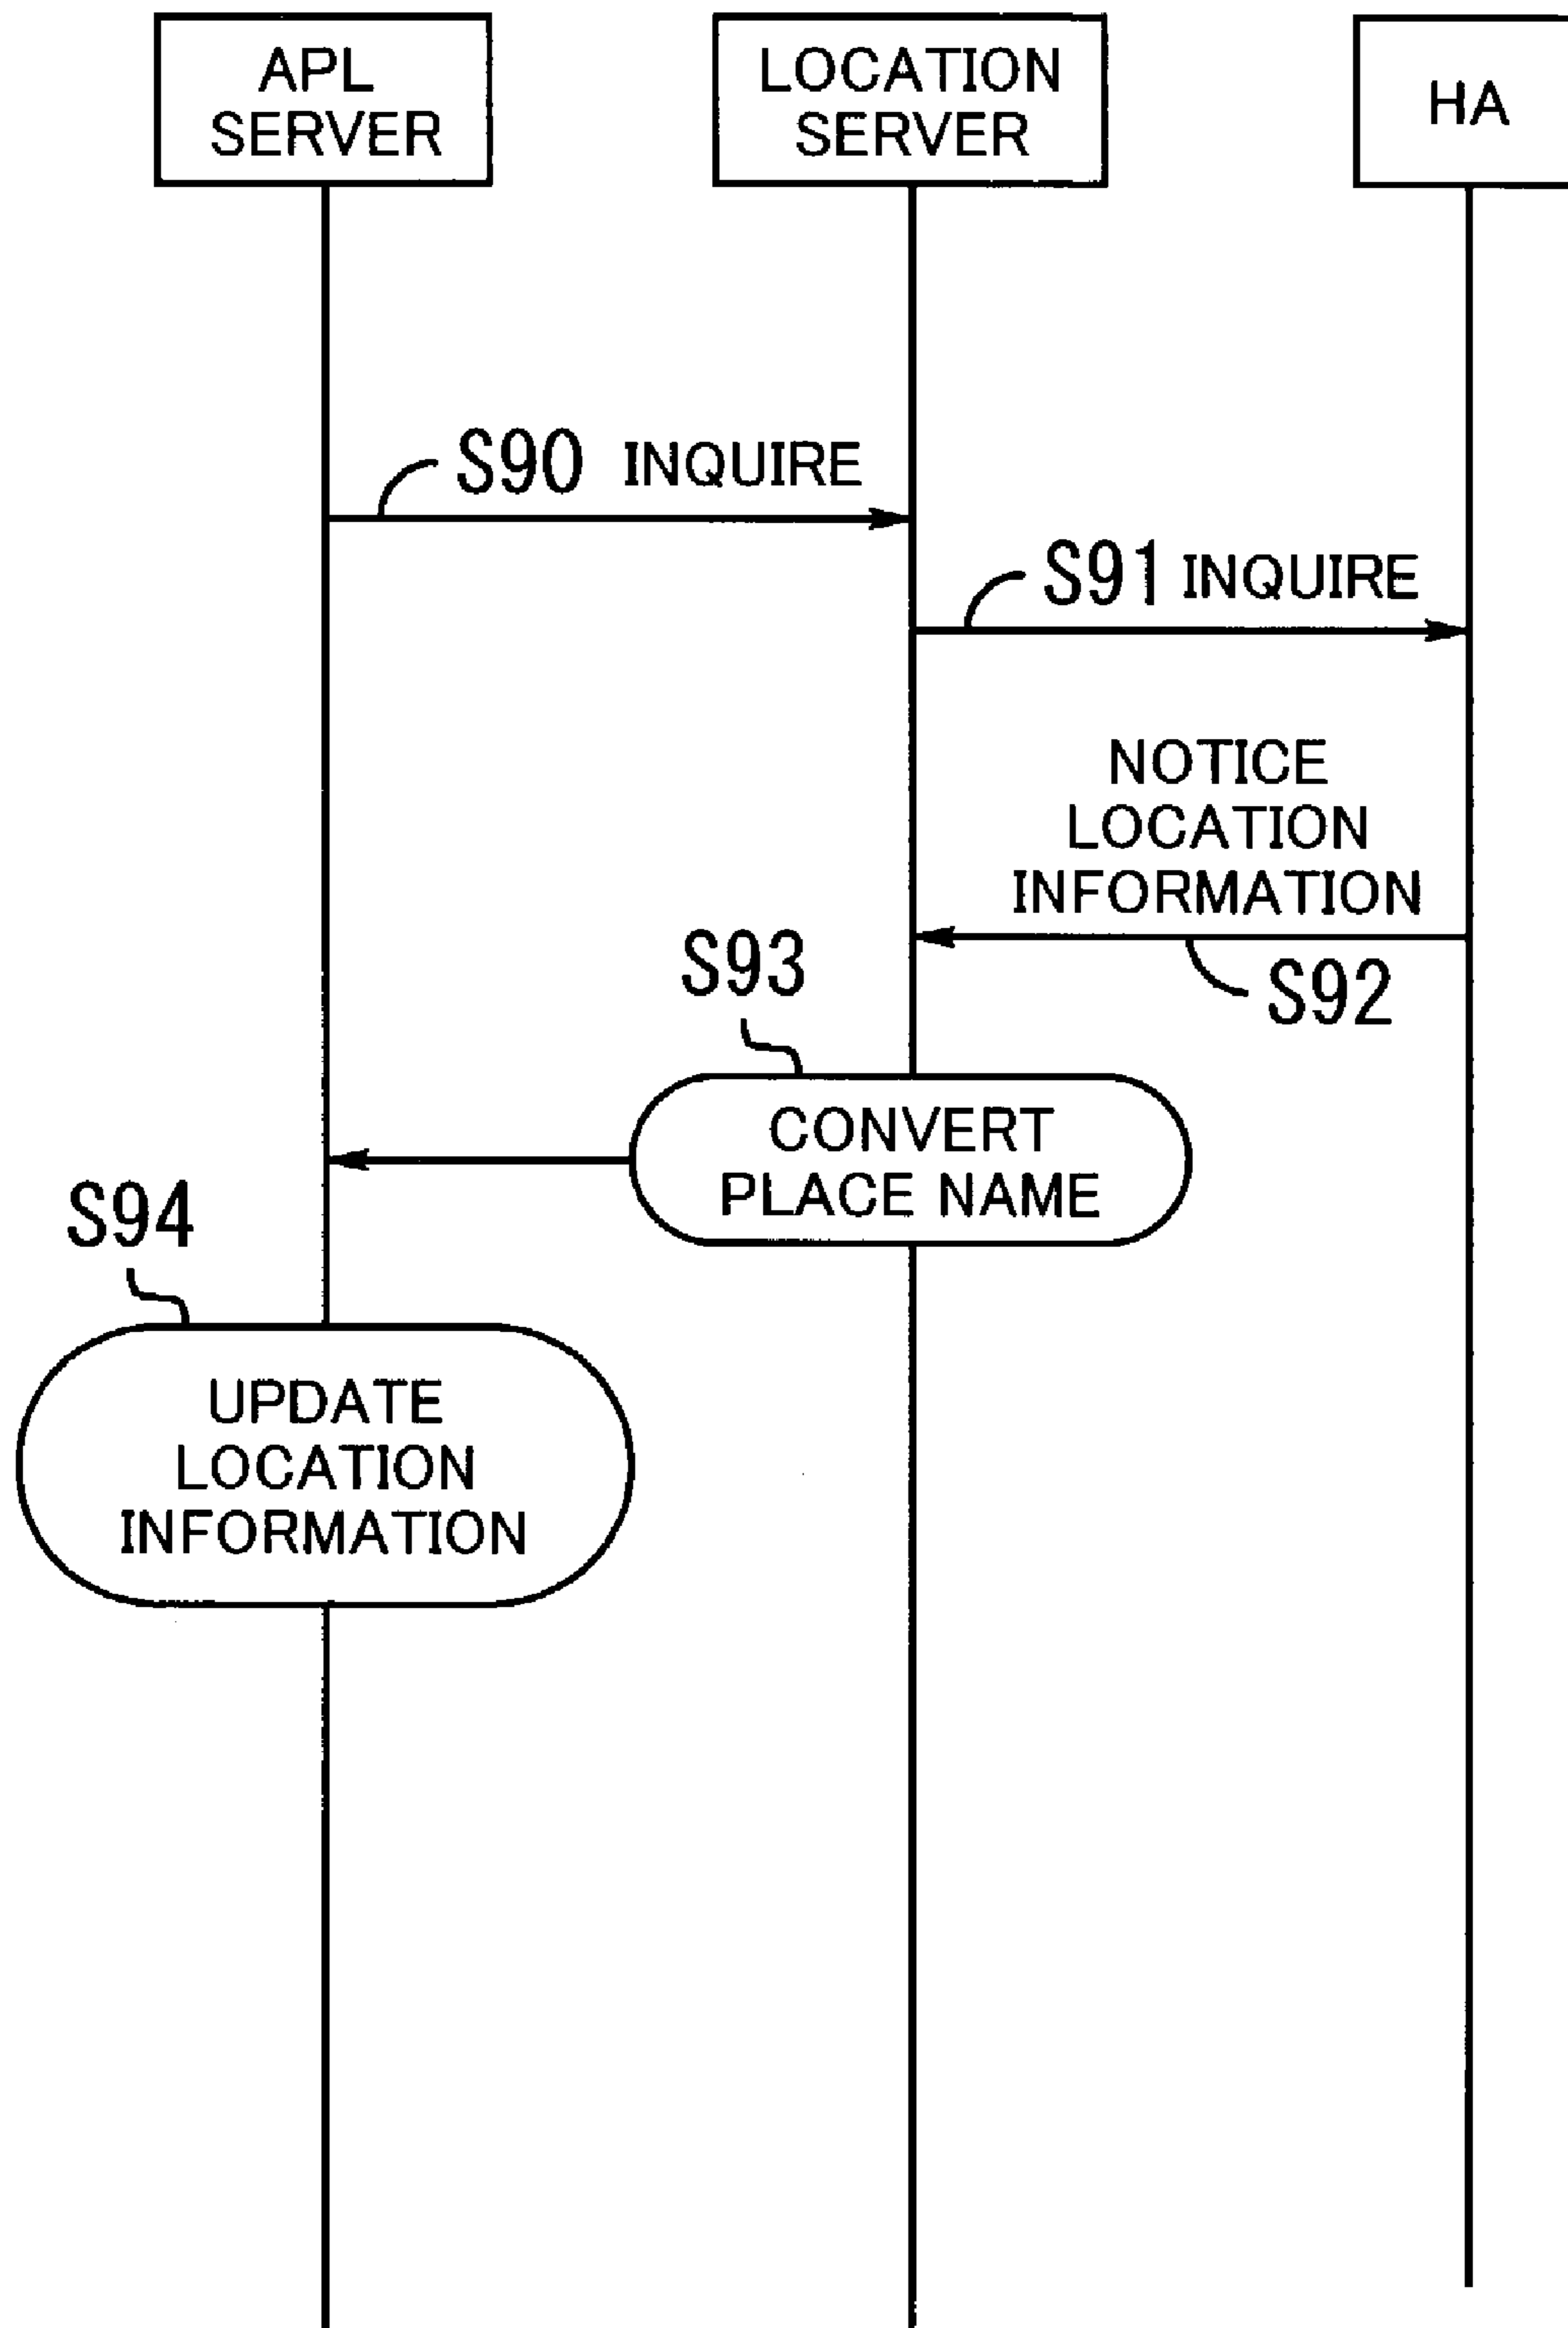 APL
SERVER
LOCATION
SERVER
HA
S90 INQUIRE
S91 INQUIRE
NOTICE
LOCATION
INFORMATION
S92
S93
CONVERT
PLACE NAME
S94
UPDATE
LOCATION
INFORMATION